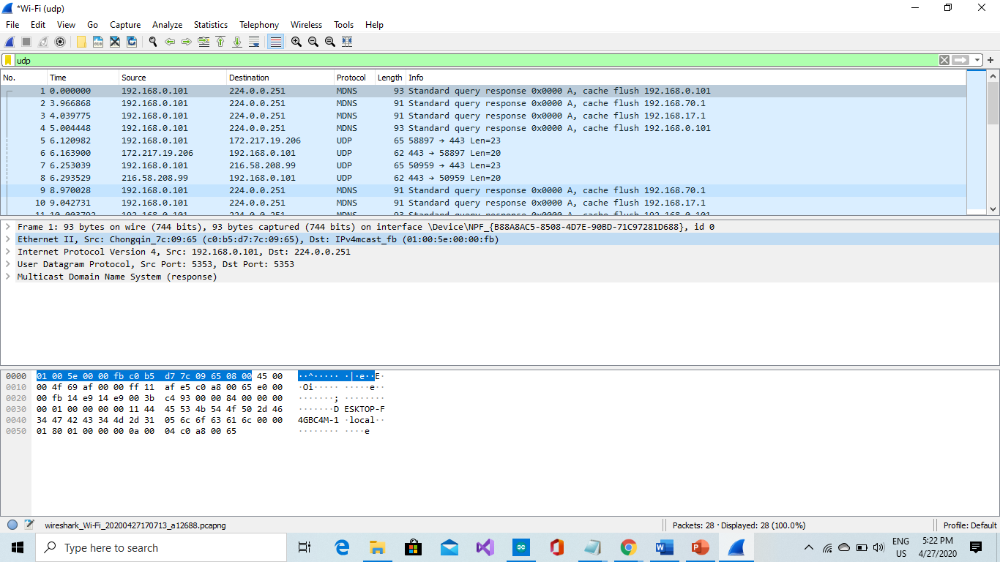 *Wi-Fi (udp)
File Edit View Go Capture Analyze Statistics Telephony Wireless Tools Help
udp
No. Time Source Destination Protocol Length Info
1 0.000000 192.168.0.101 224.0.0.251 MDNS 93 Standard query response 0x0000 A, cache flush 192.168.0.101
2 3.966868 192.168.0.101 224.0.0.251 MDNS 91 Standard query response 0x0000 A, cache flush 192.168.70.1
3 4.039775 192.168.0.101 224.0.0.251 MDNS 91 Standard query response 0x0000 A, cache flush 192.168.17.1
4 5.004448 192.168.0.101 224.0.0.251 MDNS 93 Standard query response 0x0000 A, cache flush 192.168.0.101
5 6.120982 192.168.0.101 172.217.19.206 UDP 65 58897 → 443 Len=23
6 6.163900 172.217.19.206 192.168.0.101 UDP 62 443 → 58897 Len=20
7 6.253039 192.168.0.101 216.58.208.99 UDP 65 50959 → 443 Len=23
8 6.293529 216.58.208.99 192.168.0.101 UDP 62 443 → 50959 Len=20
9 8.970028 192.168.0.101 224.0.0.251 MDNS 91 Standard query response 0x0000 A, cache flush 192.168.70.1
10 9.042731 192.168.0.101 224.0.0.251 MDNS 91 Standard query response 0x0000 A, cache flush 192.168.17.1
Frame 1: 93 bytes on wire (744 bits), 93 bytes captured (744 bits) on interface \Device\NPF_{B88A8AC5-8508-4D7E-90BD-71C97281D688}, id 0
Ethernet II, Src: Chongqin_7c:09:65 (c0:b5:d7:7c:09:65), Dst: IPv4mcast_fb (01:00:5e:00:00:fb)
Internet Protocol Version 4, Src: 192.168.0.101, Dst: 224.0.0.251
User Datagram Protocol, Src Port: 5353, Dst Port: 5353
Multicast Domain Name System (response)
0000 01 00 5e 00 00 fb c0 b5 d7 7c 09 65 08 00 45 00 ··^····· ·|·e··E·
0010 00 4f 69 af 00 00 ff 11 af e5 c0 a8 00 65 e0 00 ·Oi····· ·····e··
0020 00 fb 14 e9 14 e9 00 3b c4 93 00 00 84 00 00 00 ·······; ········
0030 00 01 00 00 00 00 11 44 45 53 4b 54 4f 50 2d 46 ·······D ESKTOP-F
0040 34 47 42 43 34 4d 2d 31 05 6c 6f 63 61 6c 00 00 4GBC4M-1 ·local··
0050 01 80 01 00 00 00 0a 00 04 c0 a8 00 65 ········ ····e
wireshark_Wi-Fi_20200427170713_a12688.pcapng Packets: 28 · Displayed: 28 (100.0%) Profile: Default
Type here to search
ENG
US
5:22 PM
4/27/2020